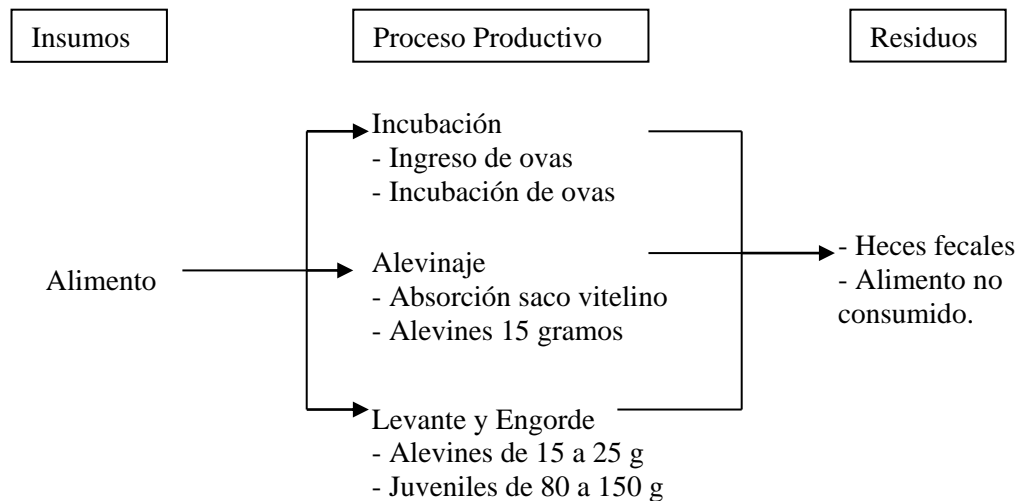 Insumos
Proceso Productivo
Residuos
Incubación
- Ingreso de ovas
- Incubación de ovas
Alimento
Alevinaje
- Absorción saco vitelino
- Alevines 15 gramos
- Heces fecales
- Alimento no
consumido.
Levante y Engorde
- Alevines de 15 a 25 g
- Juveniles de 80 a 150 g